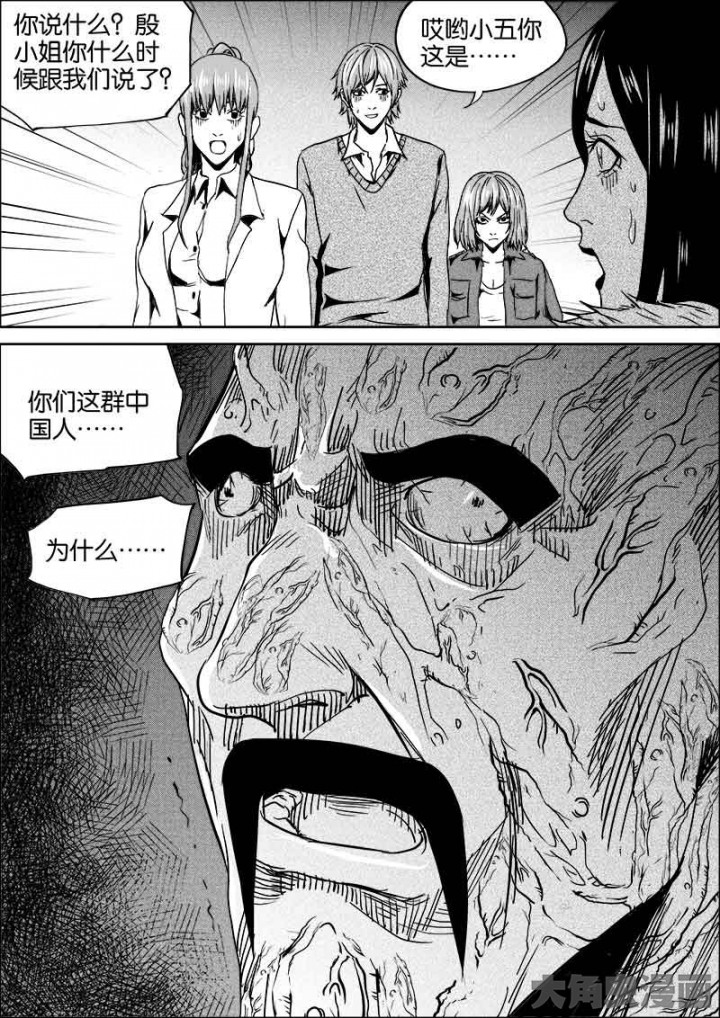 你说什么？殷
小姐你什么时
候跟我们说了？
哎哟小五你
这是……
你们这群中
国人……
为什么……
大角虫漫画